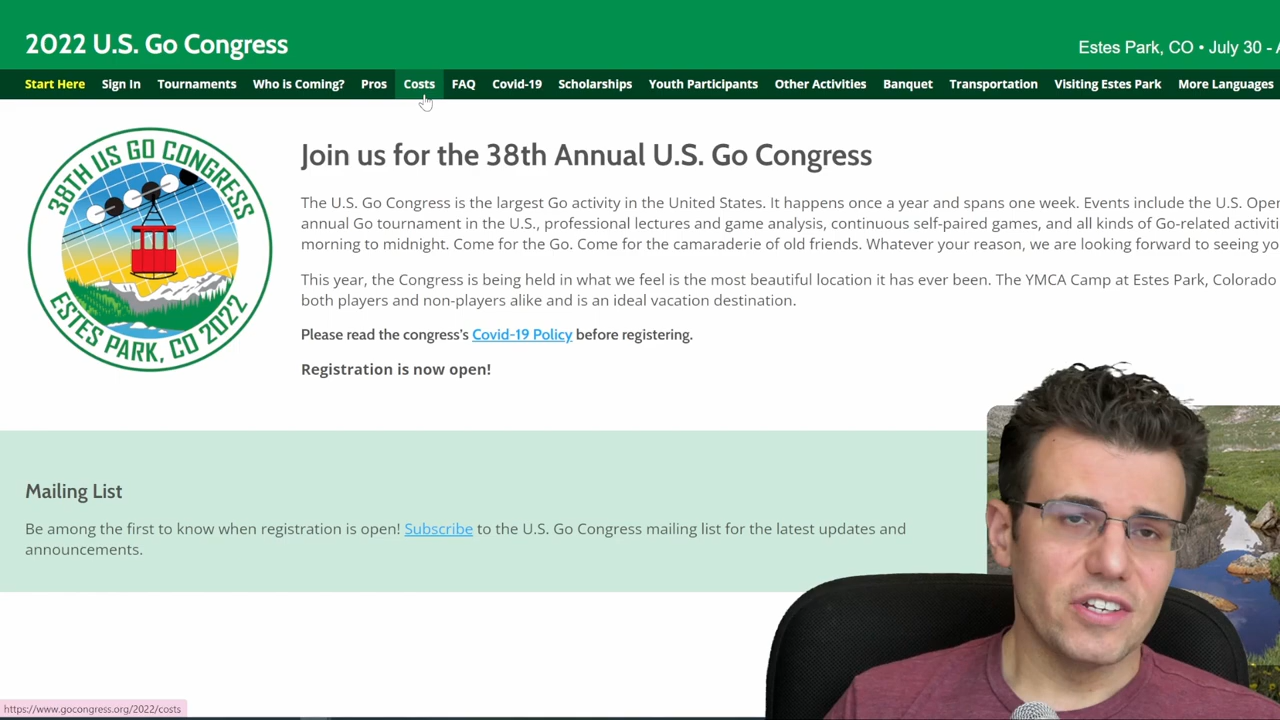 2022 U.S. Go Congress
Estes Park, CO • July 30 -
Start Here Sign In Tournaments Who is Coming? Pros Costs FAQ Covid-19 Scholarships Youth Participants Other Activities Banquet Transportation Visiting Estes Park More Languages
38TH US GO CONGRESS
ESTES PARK, CO 2022
Join us for the 38th Annual U.S. Go Congress
The U.S. Go Congress is the largest Go activity in the United States. It happens once a year and spans one week. Events include the U.S. Oper
annual Go tournament in the U.S., professional lectures and game analysis, continuous self-paired games, and all kinds of Go-related activiti
morning to midnight. Come for the Go. Come for the camaraderie of old friends. Whatever your reason, we are looking forward to seeing yo
This year, the Congress is being held in what we feel is the most beautiful location it has ever been. The YMCA Camp at Estes Park, Colorado
both players and non-players alike and is an ideal vacation destination.
Please read the congress's Covid-19 Policy before registering.
Registration is now open!
Mailing List
Be among the first to know when registration is open! Subscribe to the U.S. Go Congress mailing list for the latest updates and
announcements.
https://www.gocongress.org/2022/costs